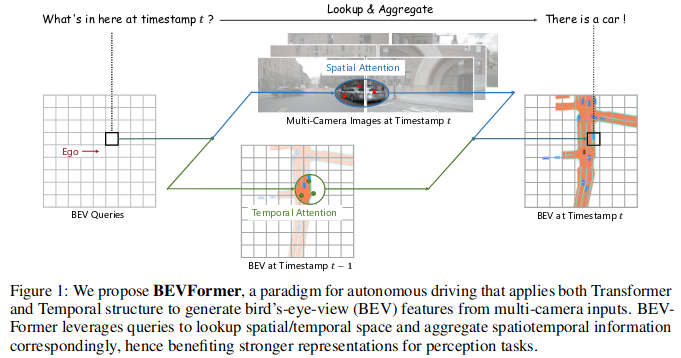 What's in here at timestamp t ?
Lookup & Aggregate
There is a car !
Spatial Attention
Multi-Camera Images at Timestamp t
Ego
BEV Queries
Temporal Attention
BEV at Timestamp t − 1
BEV at Timestamp t
Figure 1: We propose BEVFormer, a paradigm for autonomous driving that applies both Transformer
and Temporal structure to generate bird's-eye-view (BEV) features from multi-camera inputs. BEV-
Former leverages queries to lookup spatial/temporal space and aggregate spatiotemporal information
correspondingly, hence benefiting stronger representations for perception tasks.